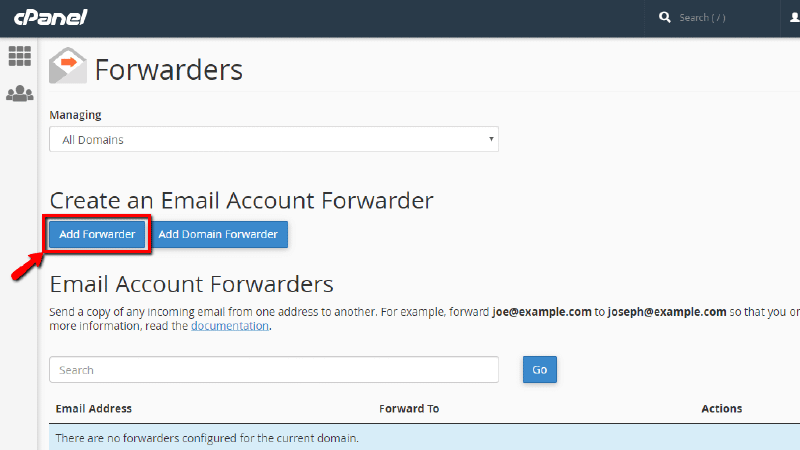 cPanel
Search ( / )
Forwarders
Managing
All Domains
Create an Email Account Forwarder
Add Forwarder
Add Domain Forwarder
Email Account Forwarders
Send a copy of any incoming email from one address to another. For example, forward joe@example.com to joseph@example.com so that you
more information, read the documentation.
Search
Go
Email Address Forward To Actions
There are no forwarders configured for the current domain.